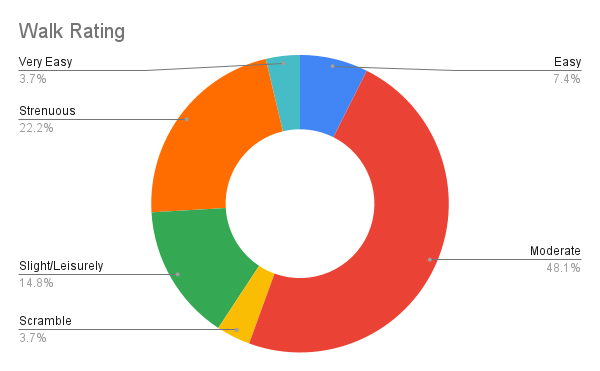 Walk Rating
Very Easy
3.7%
Easy
7.4%
Strenuous
22.2%
Moderate
48.1%
Slight/Leisurely
14.8%
Scramble
3.7%